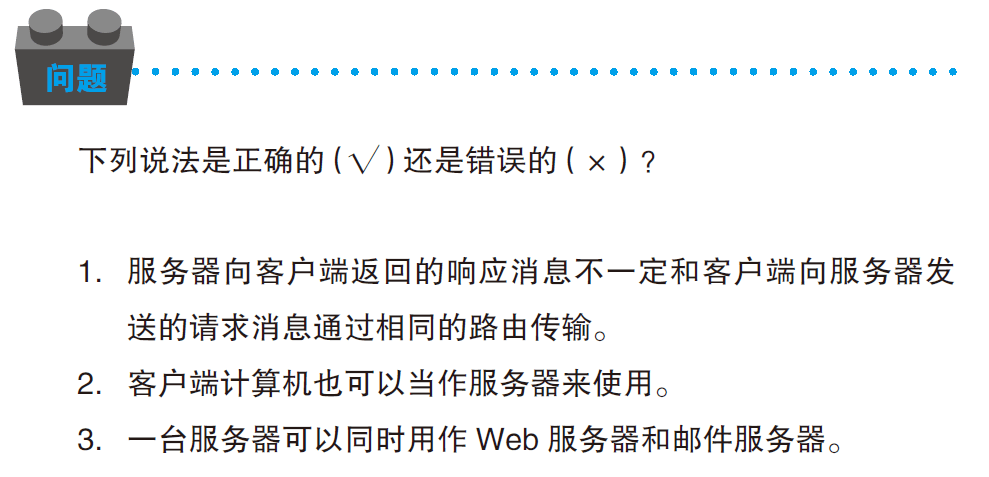 问题
下列说法是正确的(√)还是错误的(×)?
1. 服务器向客户端返回的响应消息不一定和客户端向服务器发
送的请求消息通过相同的路由传输。
2. 客户端计算机也可以当作服务器来使用。
3. 一台服务器可以同时用作 Web 服务器和邮件服务器。